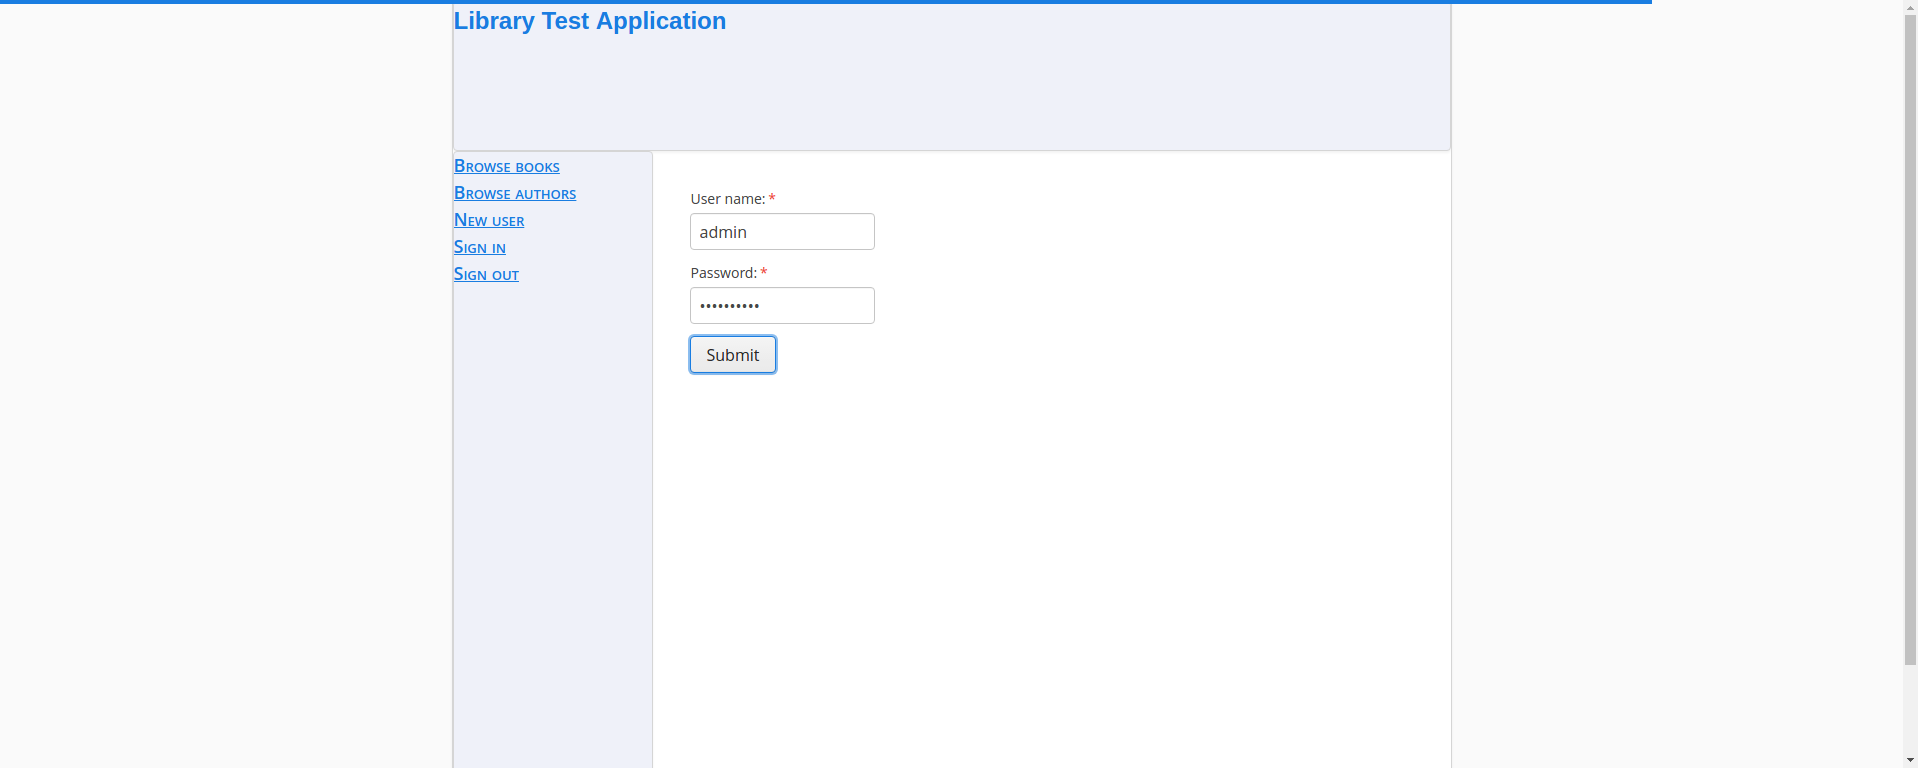 Library Test Application
Browse books
Browse authors
New user
Sign in
Sign out
User name: *
admin
Password: *
••••••••••
Submit